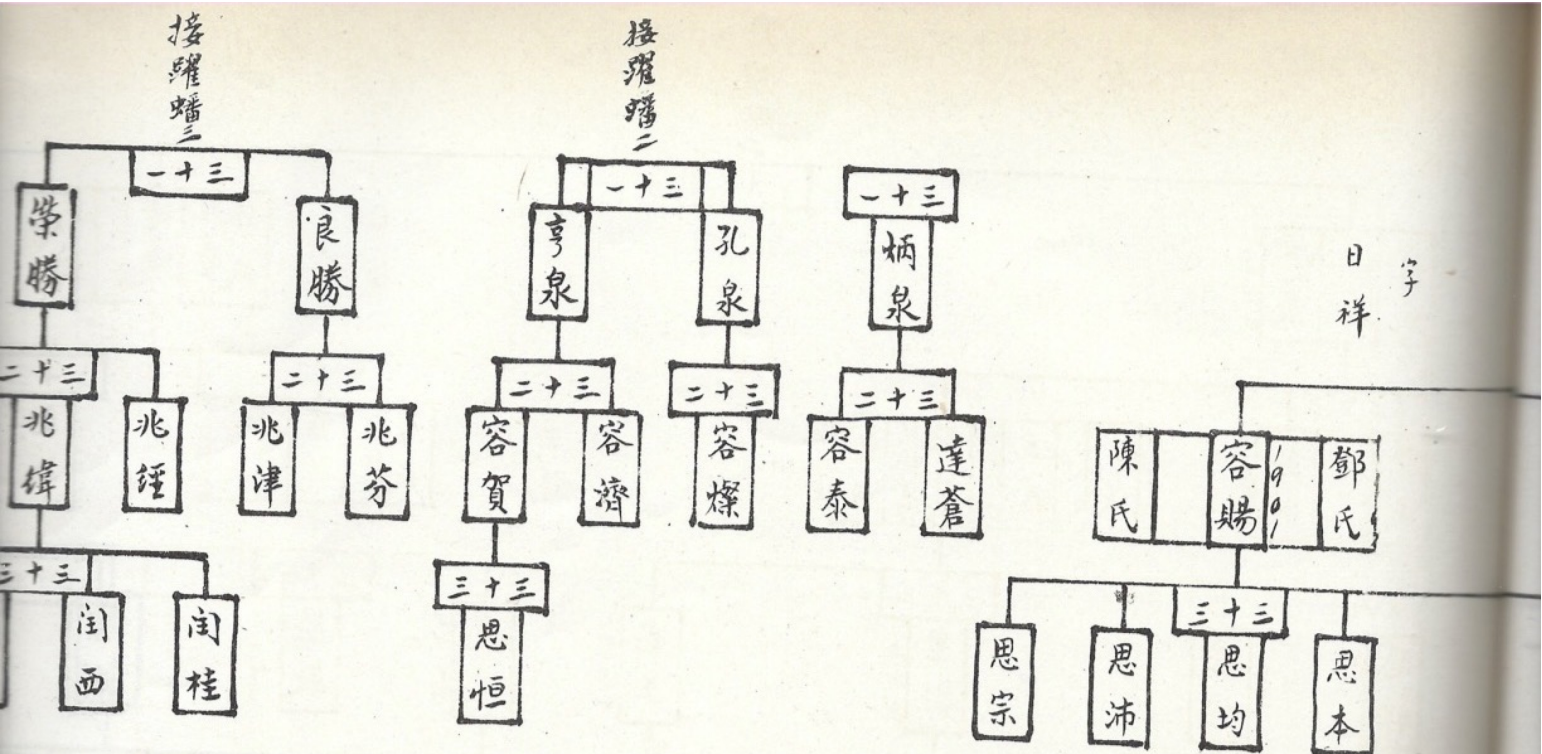 字
日祥
鄧氏
1901
容賜
陳氏
三十三
思本
思均
思沛
思宗
三十一
炳泉
三十二
達蒼
容泰
接躍蟠二
三十一
孔泉
亨泉
三十二
容燦
三十二
容濟
容賀
三十三
思恒
接躍蟠三
三十一
良勝
榮勝
三十二
兆芬
兆津
三十二
兆經
兆緯
三十三
闰桂
闰西